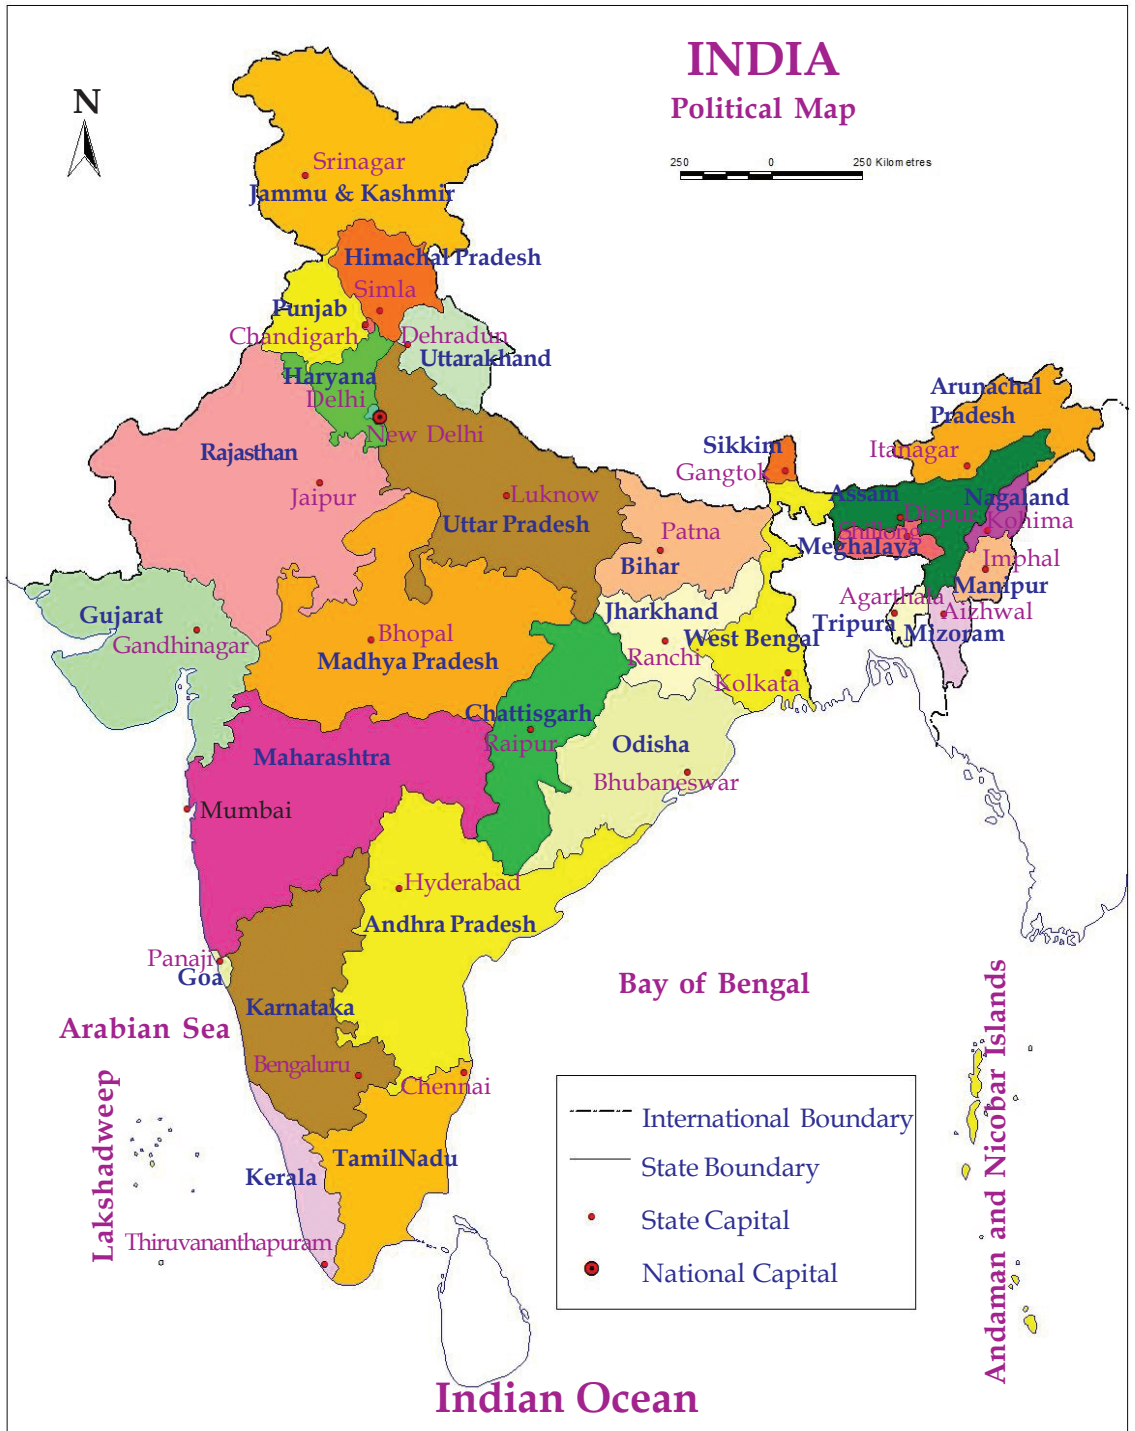 INDIA
Political Map
N
250 0 250 Kilometres
Srinagar
Jammu & Kashmir
Himachal Pradesh
Simla
Punjab
Chandigarh
Dehradun
Uttarakhand
Haryana
Delhi
New Delhi
Arunachal
Pradesh
Rajasthan
Jaipur
Luknow
Uttar Pradesh
Sikkim
Gangtok
Itanagar
Assam
Dispur
Nagaland
Kohima
Shillong
Meghalaya
Imphal
Manipur
Patna
Bihar
Agarthala
Aizhwal
Tripura
Mizoram
Gujarat
Gandhinagar
Bhopal
Madhya Pradesh
Jharkhand
Ranchi
West Bengal
Kolkata
Chattisgarh
Raipur
Odisha
Bhubaneswar
Maharashtra
Mumbai
Hyderabad
Andhra Pradesh
Panaji
Goa
Karnataka
Bengaluru
Chennai
Bay of Bengal
Arabian Sea
Lakshadweep
Andaman and Nicobar Islands
TamilNadu
Kerala
Thiruvananthapuram
International Boundary
State Boundary
State Capital
National Capital
Indian Ocean